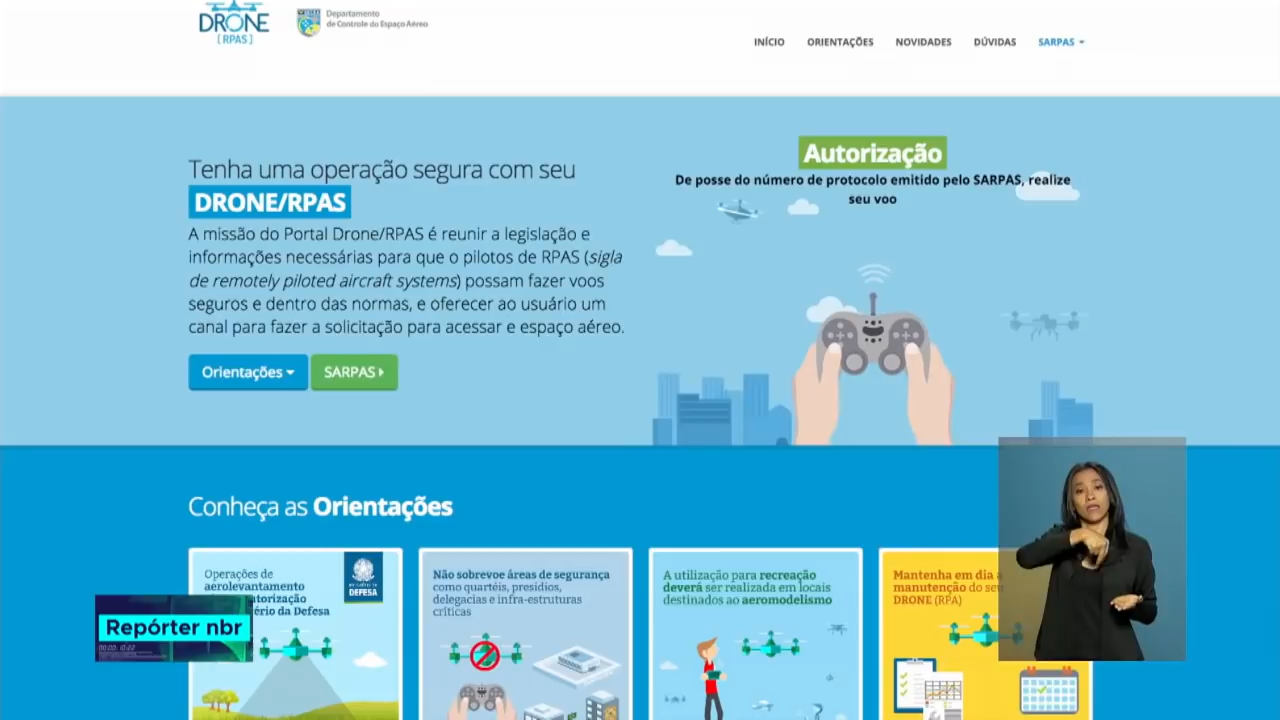 DRONE
[RPAS]
Departamento
de Controle do Espaço Aéreo
INÍCIO
ORIENTAÇÕES
NOVIDADES
DÚVIDAS
SARPAS
Tenha uma operação segura com seu
DRONE/RPAS
A missão do Portal Drone/RPAS é reunir a legislação e
informações necessárias para que o pilotos de RPAS (sigla
de remotely piloted aircraft systems) possam fazer voos
seguros e dentro das normas, e oferecer ao usuário um
canal para fazer a solicitação para acessar e espaço aéreo.
Orientações
SARPAS
Autorização
De posse do número de protocolo emitido pelo SARPAS, realize
seu voo
Conheça as Orientações
Operações de
aerolevantamento
DEFESA
Não sobrevoe áreas de segurança
como quartéis, presídios,
delegacias e infra-estruturas
críticas
A utilização para recreação
deverá ser realizada em locais
destinados ao aeromodelismo
Mantenha em dia a
manutenção do seu
DRONE (RPA)
Repórter nbr